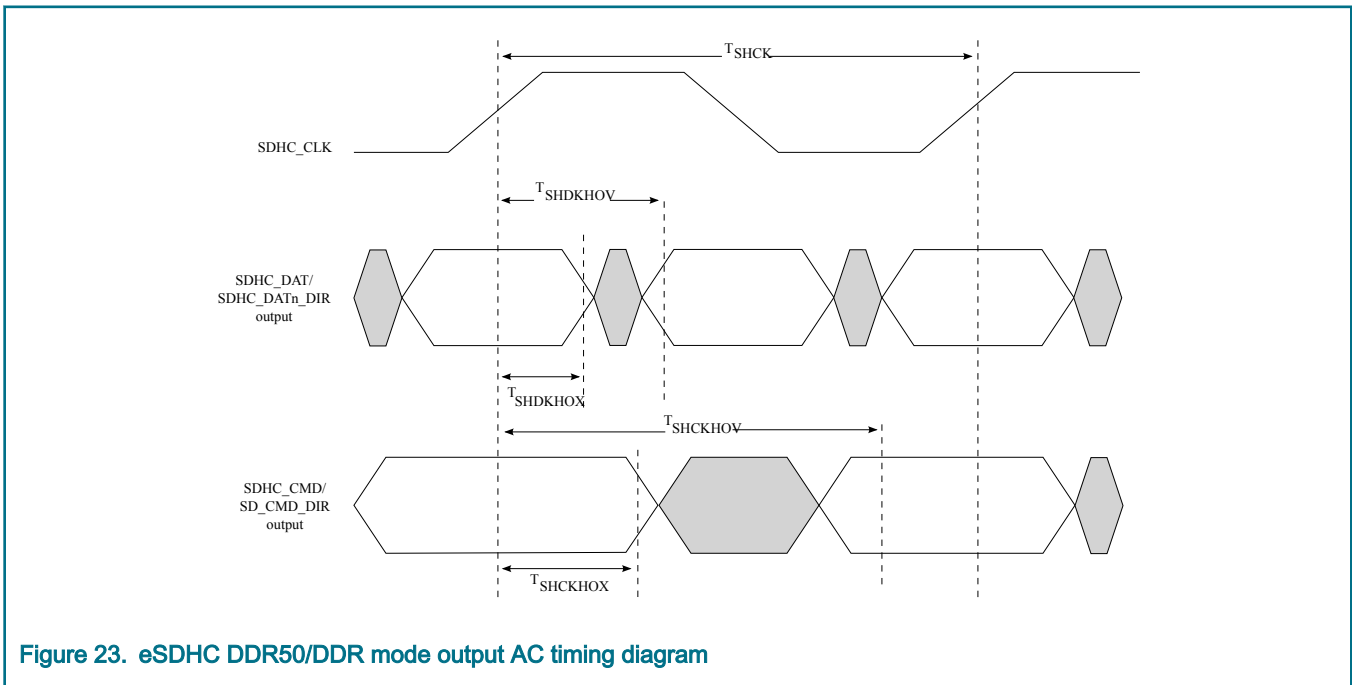 TSHCK
SDHC_CLK
TSHDKHOV
SDHC_DAT/
SDHC_DATn_DIR
output
TSHDKHOX
TSHCKHOV
SDHC_CMD/
SD_CMD_DIR
output
TSHCKHOX
Figure 23. eSDHC DDR50/DDR mode output AC timing diagram